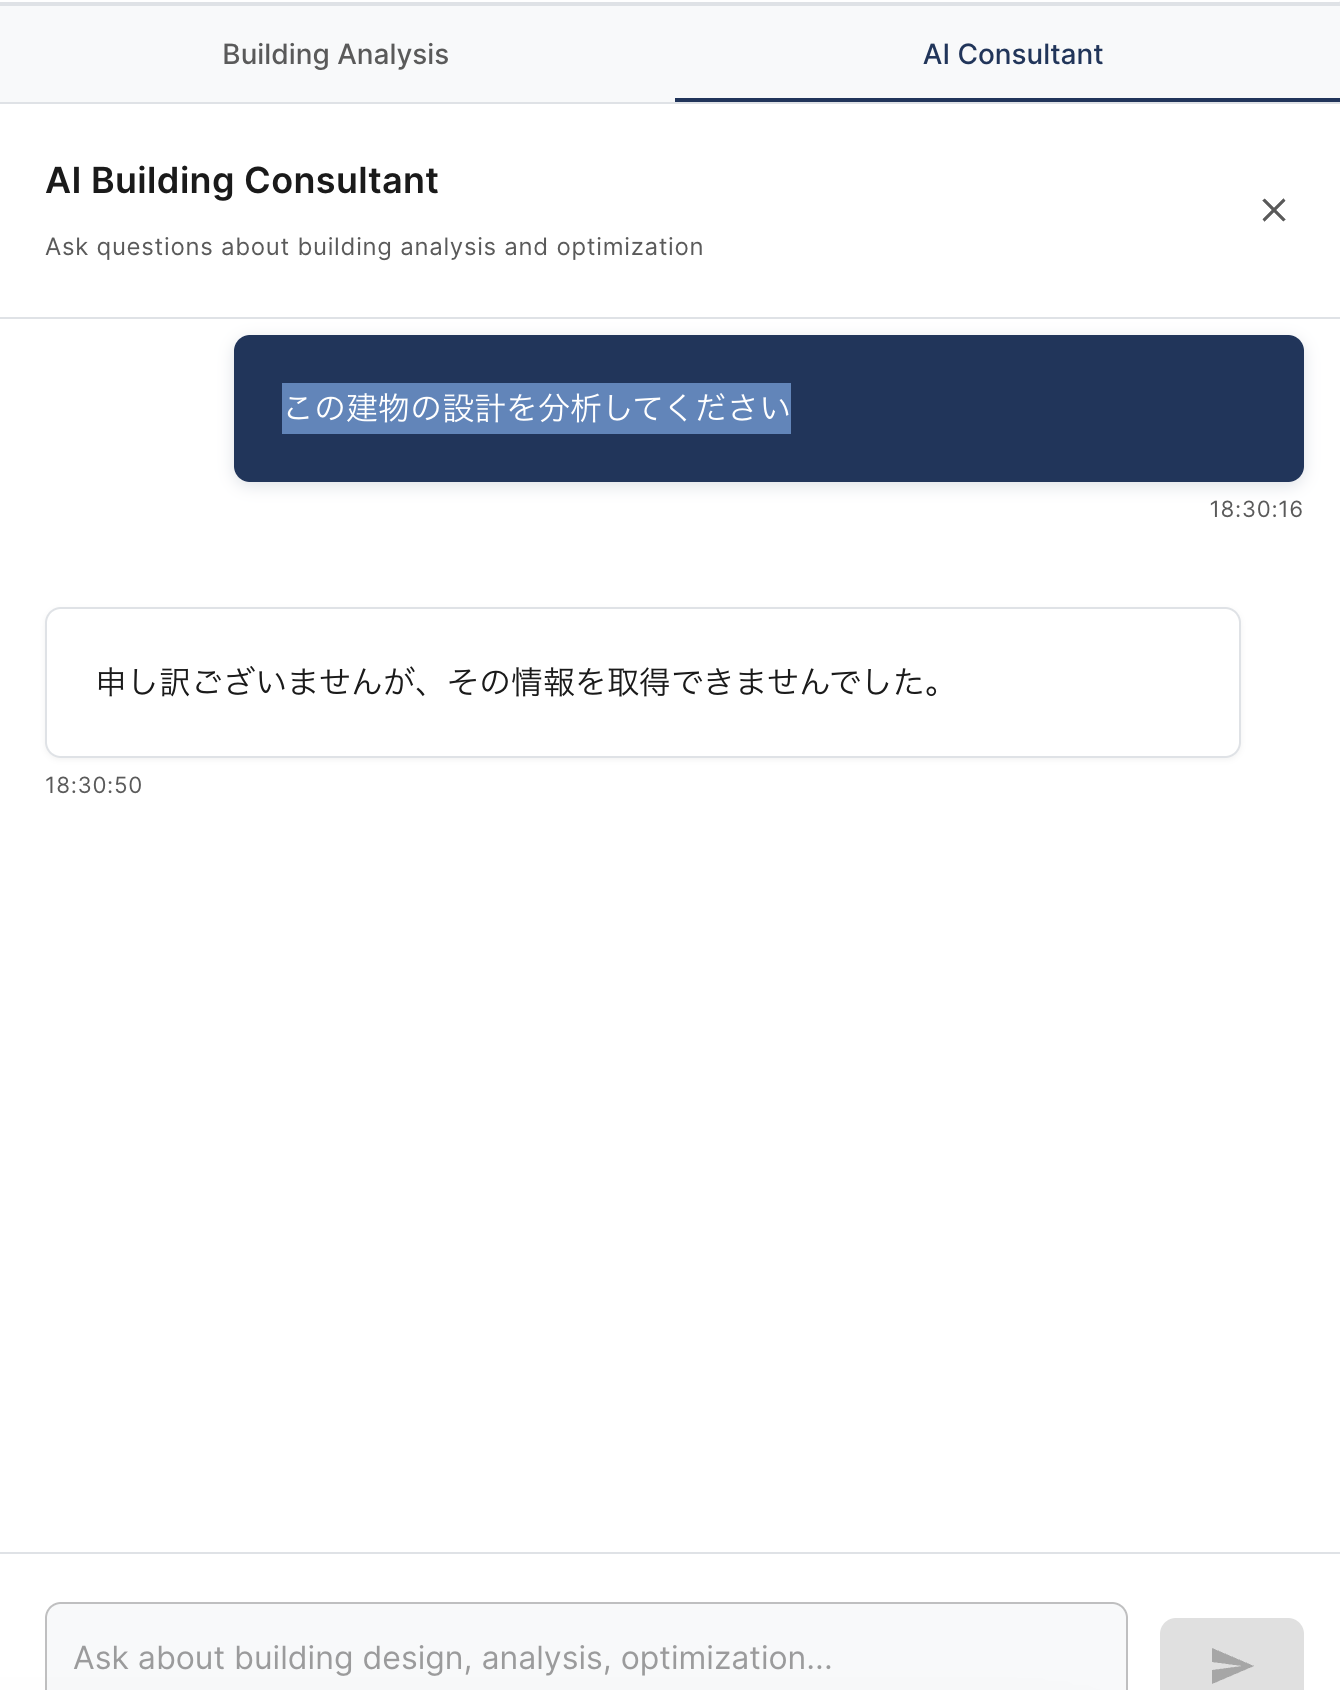 Building Analysis
AI Consultant
AI Building Consultant
Ask questions about building analysis and optimization
この建物の設計を分析してください
18:30:16
申し訳ございませんが、その情報を取得できませんでした。
18:30:50
Ask about building design, analysis, optimization...